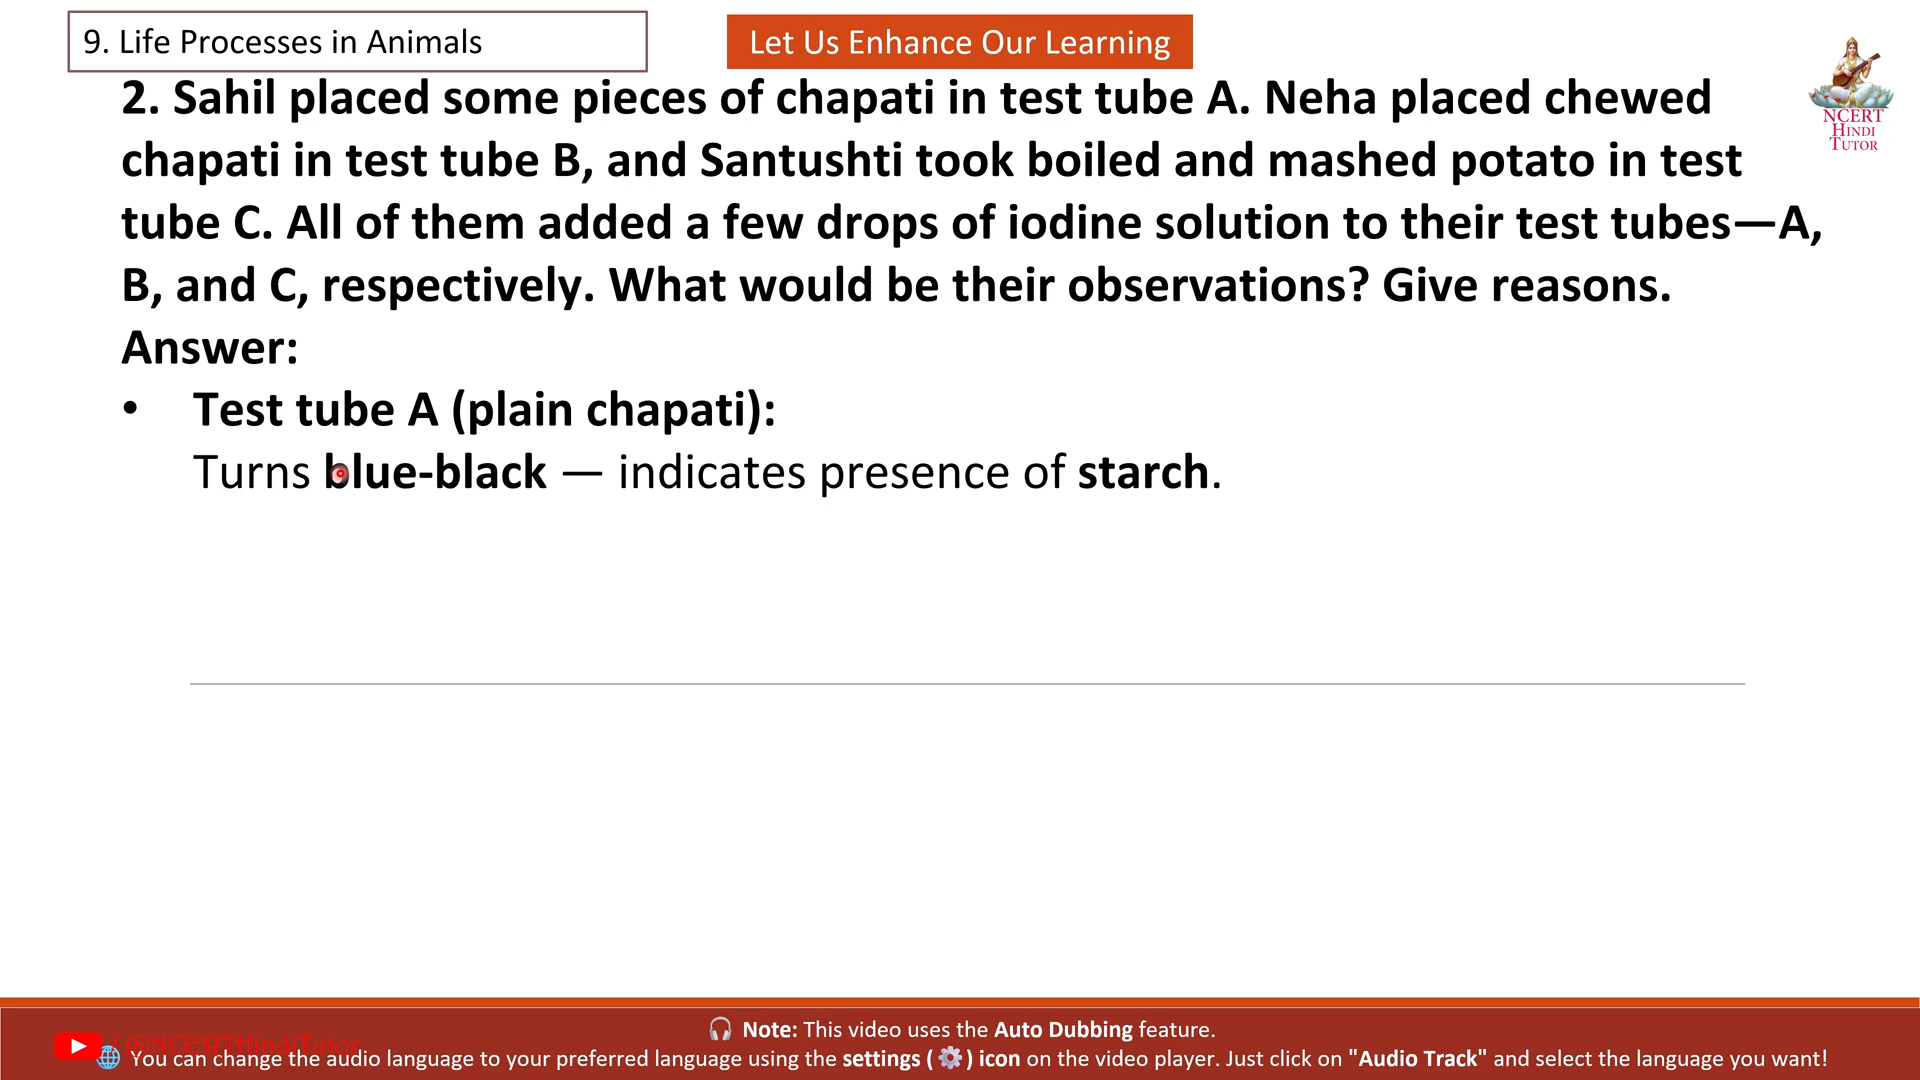 9. Life Processes in Animals
Let Us Enhance Our Learning
NCERT
HINDI
TUTOR
2. Sahil placed some pieces of chapati in test tube A. Neha placed chewed
chapati in test tube B, and Santushti took boiled and mashed potato in test
tube C. All of them added a few drops of iodine solution to their test tubes—A,
B, and C, respectively. What would be their observations? Give reasons.
Answer:
• Test tube A (plain chapati):
Turns blue-black — indicates presence of starch.
🎧 Note: This video uses the Auto Dubbing feature.
🌐 You can change the audio language to your preferred language using the settings ( ⚙️ ) icon on the video player. Just click on "Audio Track" and select the language you want!